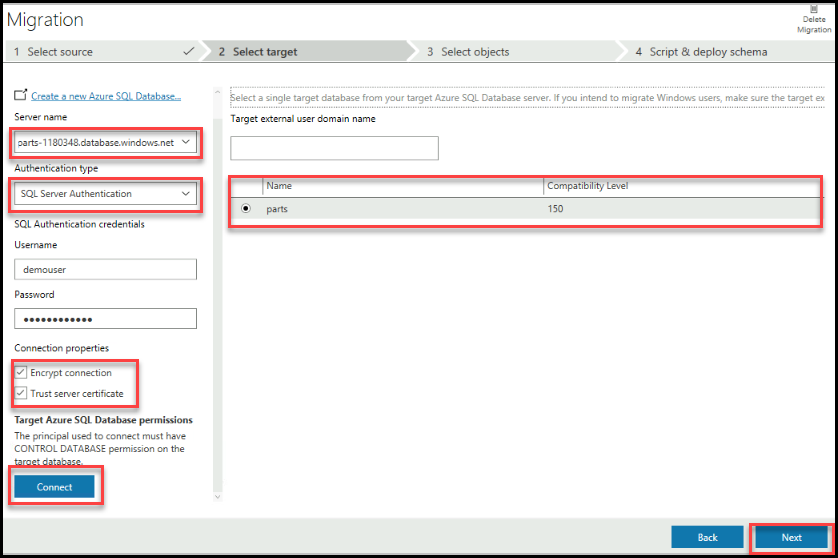 Migration
Delete
Migration
1 Select source
2 Select target
3 Select objects
4 Script & deploy schema
Create a new Azure SQL Database...
Server name
parts-1180348.database.windows.net
Authentication type
SQL Server Authentication
SQL Authentication credentials
Username
demouser
Password
Connection properties
Encrypt connection
Trust server certificate
Target Azure SQL Database permissions
The principal used to connect must have
CONTROL DATABASE permission on the
target database.
Connect
Select a single target database from your target Azure SQL Database server. If you intend to migrate Windows users, make sure the target ex
Target external user domain name
Name Compatibility Level
parts 150
Back
Next